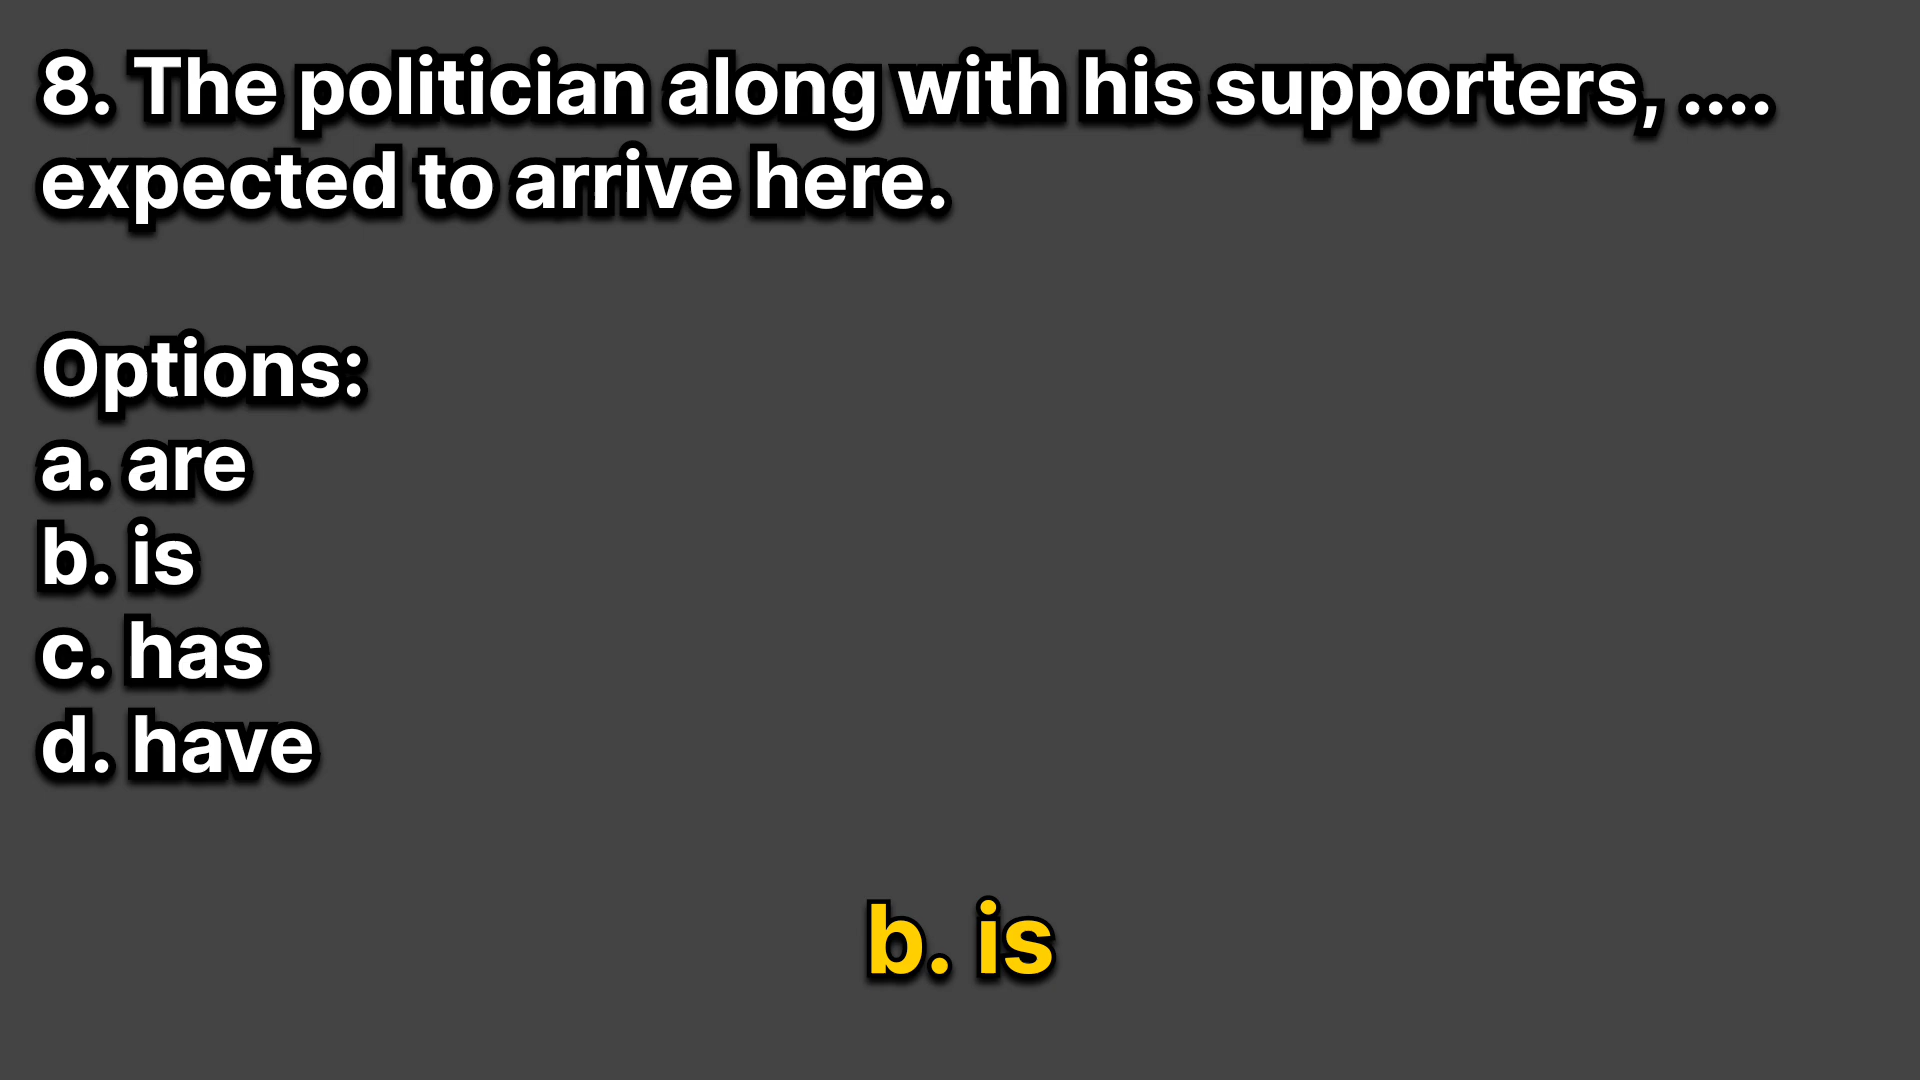 8. The politician along with his supporters, ....
expected to arrive here.
Options:
a. are
b. is
c. has
d. have
b. is